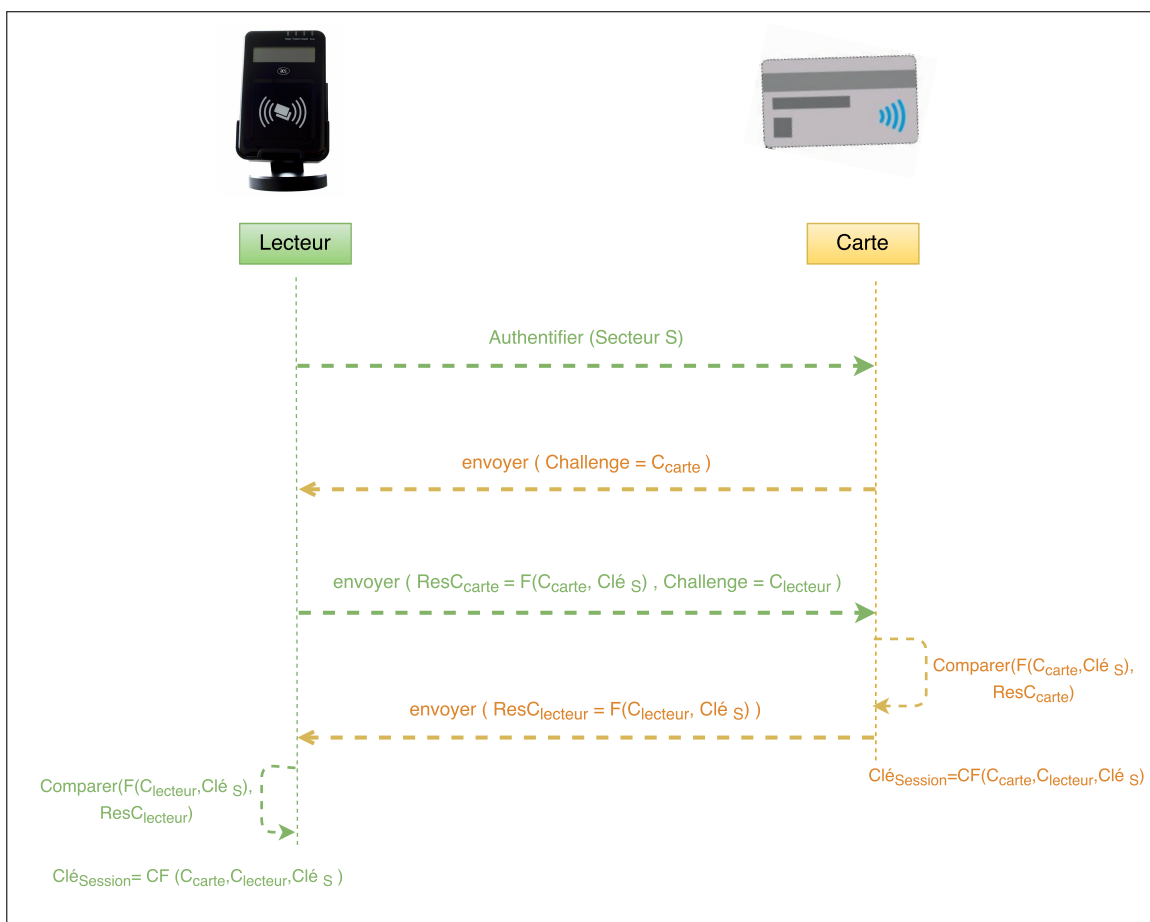 Lecteur
Carte
Authentifier (Secteur S)
envoyer ( Challenge = Ccarte )
envoyer ( ResCcarte = F(Ccarte, Clé S) , Challenge = Clecteur )
Comparer(F(Ccarte,Clé S),
ResCcarte)
envoyer ( ResClecteur = F(Clecteur, Clé S) )
CléSession=CF(Ccarte,Clecteur,Clé S)
Comparer(F(Clecteur,Clé S),
ResClecteur)
CléSession= CF (Ccarte,Clecteur,Clé S )